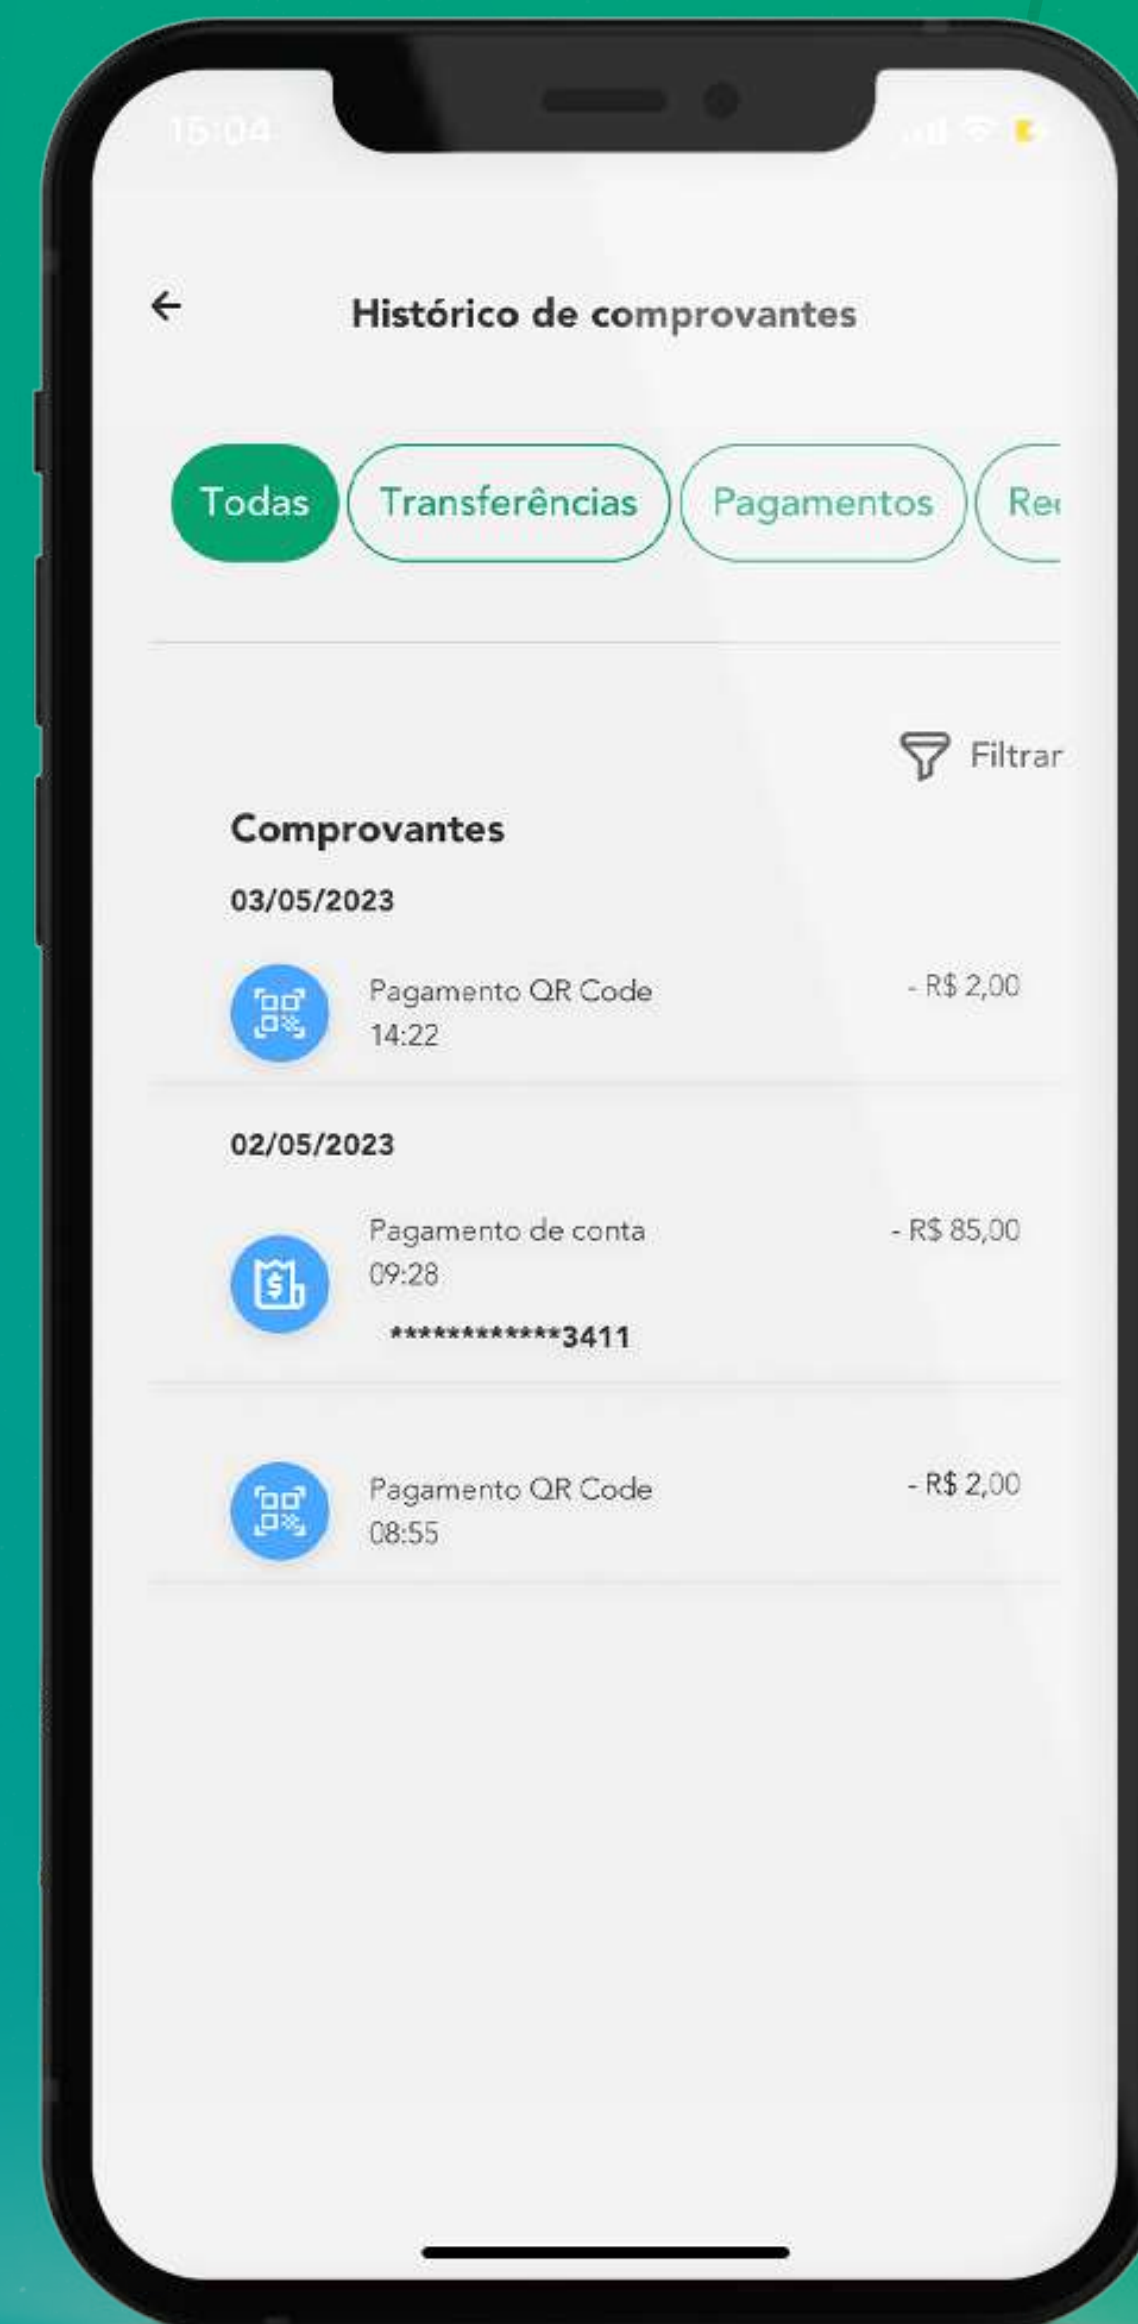 15:04
Histórico de comprovantes
Todas Transferências Pagamentos Re
Filtrar
Comprovantes
03/05/2023
Pagamento QR Code - R$ 2,00
14:22
02/05/2023
Pagamento de conta - R$ 85,00
09:28
************3411
Pagamento QR Code - R$ 2,00
08:55